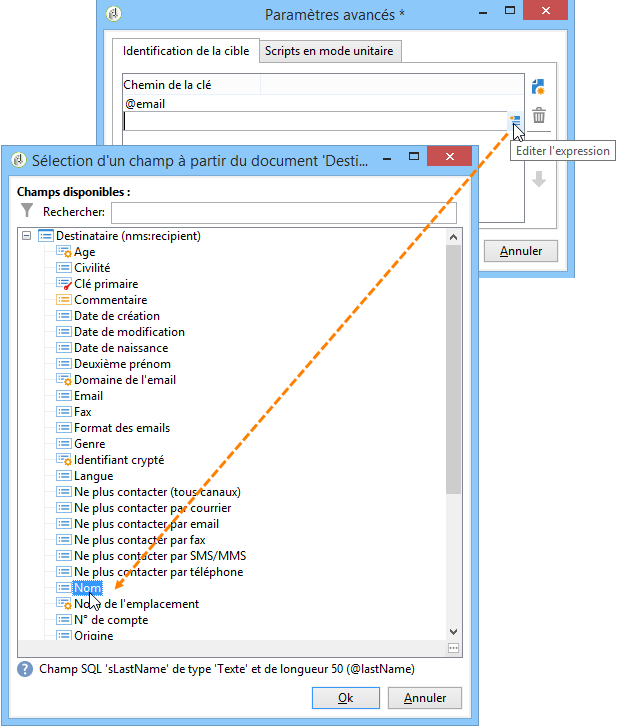 Paramètres avancés *
Identification de la cible
Scripts en mode unitaire
Chemin de la clé
@email
Editer l'expression
Annuler
Sélection d'un champ à partir du document 'Desti...
Champs disponibles :
Rechercher:
Destinataire (nms:recipient)
Age
Civilité
Clé primaire
Commentaire
Date de création
Date de modification
Date de naissance
Deuxième prénom
Domaine de l'email
Email
Fax
Format des emails
Genre
Identifiant crypté
Langue
Ne plus contacter (tous canaux)
Ne plus contacter par courrier
Ne plus contacter par email
Ne plus contacter par fax
Ne plus contacter par SMS/MMS
Ne plus contacter par téléphone
Nom
Nom de l'emplacement
N° de compte
Origine
Champ SQL 'sLastName' de type 'Texte' et de longueur 50 (@lastName)
Ok
Annuler